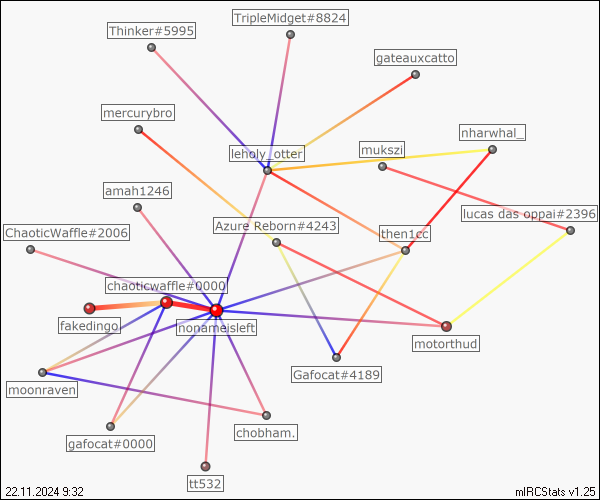 TripleMidget#8824
Thinker#5995
gateauxcatto
mercurybro
nharwhal_
leholy_otter
mukszi
amah1246
lucas das oppai#2396
Azure Reborn#4243
ChaoticWaffle#2006
then1cc
chaoticwaffle#0000
fakedingo
nonameisleft
motorthud
Gafocat#4189
moonraven
chobham.
gafocat#0000
tt532
22.11.2024 9:32
mIRCStats v1.25